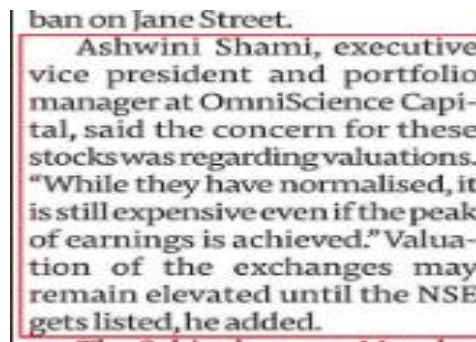 ban on Jane Street.
Ashwini Shami, executive
vice president and portfolio
manager at OmniScience Capi-
tal, said the concern for these
stocks was regarding valuations.
“While they have normalised, it
is still expensive even if the peak
of earnings is achieved.” Valua-
tion of the exchanges may
remain elevated until the NSE
gets listed, he added.